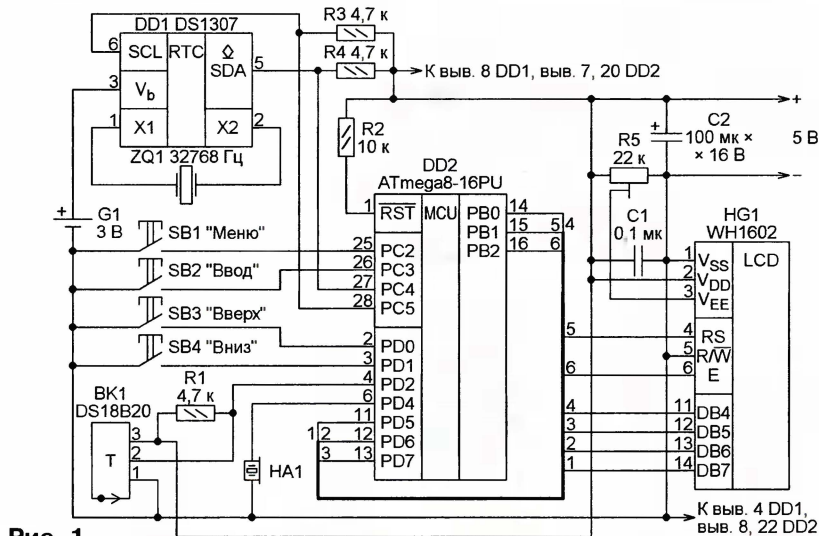 DD1 DS1307
6 SCL RTC ◊ SDA 5
3 Vb
1 X1 X2 2
ZQ1 32768 Гц
R3 4,7 к
R4 4,7 к
К выв. 8 DD1, выв. 7, 20 DD2
R2
10 к
+
C2
100 мк ×
× 16 В
5 В
–
R5
22 к
C1
0,1 мк
+ G1
3 В
SB1 "Меню"
SB2 "Ввод"
SB3 "Вверх"
SB4 "Вниз"
DD2
ATmega8-16PU
1 RST MCU PB0 14
PB1 15 5 4
PB2 16 6
25 PC2
26 PC3
27 PC4
28 PC5
2 PD0
3 PD1
4 PD2
6 PD4
11 PD5
1 2 12 PD6
3 13 PD7
BK1
DS18B20
R1
4,7 к
T
3
2
1
HA1
HG1
WH1602
1 VSS LCD
2 VDD
3 VEE
5 4 RS
5 R/W
6 6 E
4 11 DB4
3 12 DB5
2 13 DB6
1 14 DB7
К выв. 4 DD1,
выв. 8, 22 DD2
Рис. 1